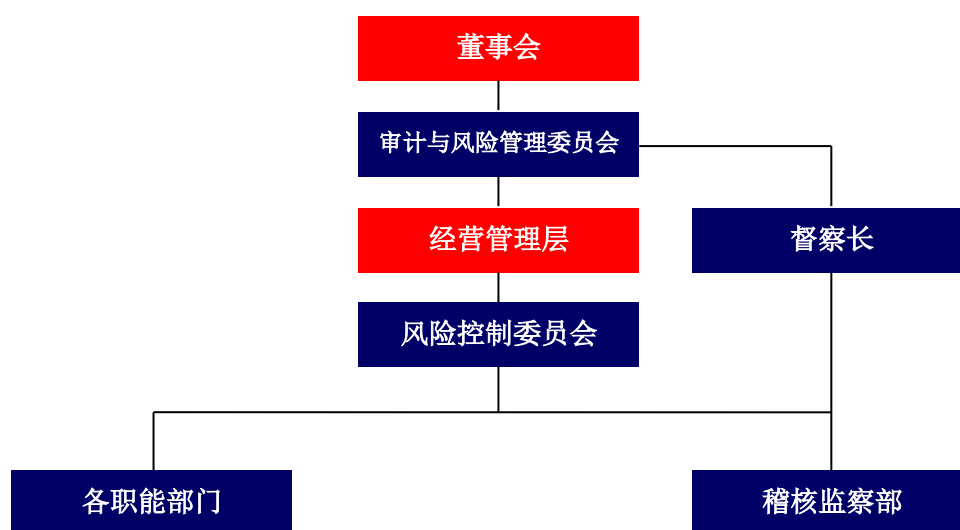 董事会
审计与风险管理委员会
经营管理层
督察长
风险控制委员会
各职能部门
稽核监察部